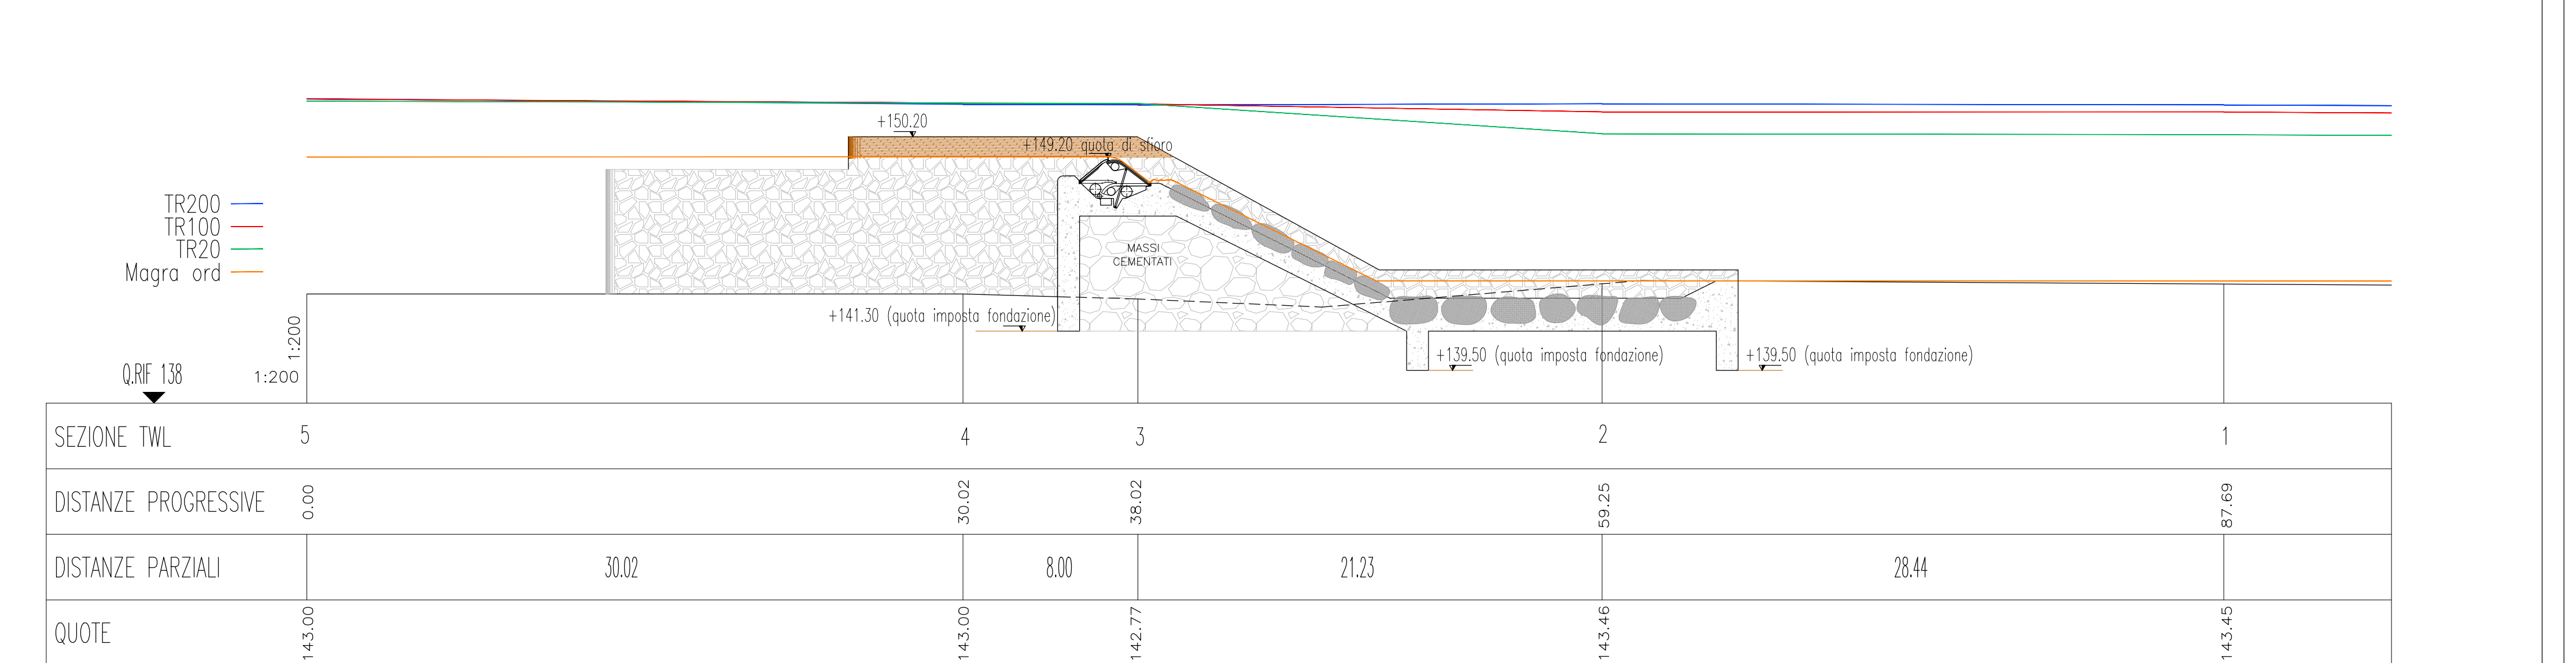 +150.20
+149.20 quota di sfioro
TR200
TR100
TR20
Magra ord
MASSI
CEMENTATI
+141.30 (quota imposta fondazione)
+139.50 (quota imposta fondazione)
+139.50 (quota imposta fondazione)
1:200
1:200
Q.RIF 138
SEZIONE TWL 5 4 3 2 1
DISTANZE PROGRESSIVE 0.00 30.02 38.02 59.25 87.69
DISTANZE PARZIALI 30.02 8.00 21.23 28.44
QUOTE 143.00 143.00 142.77 143.46 143.45